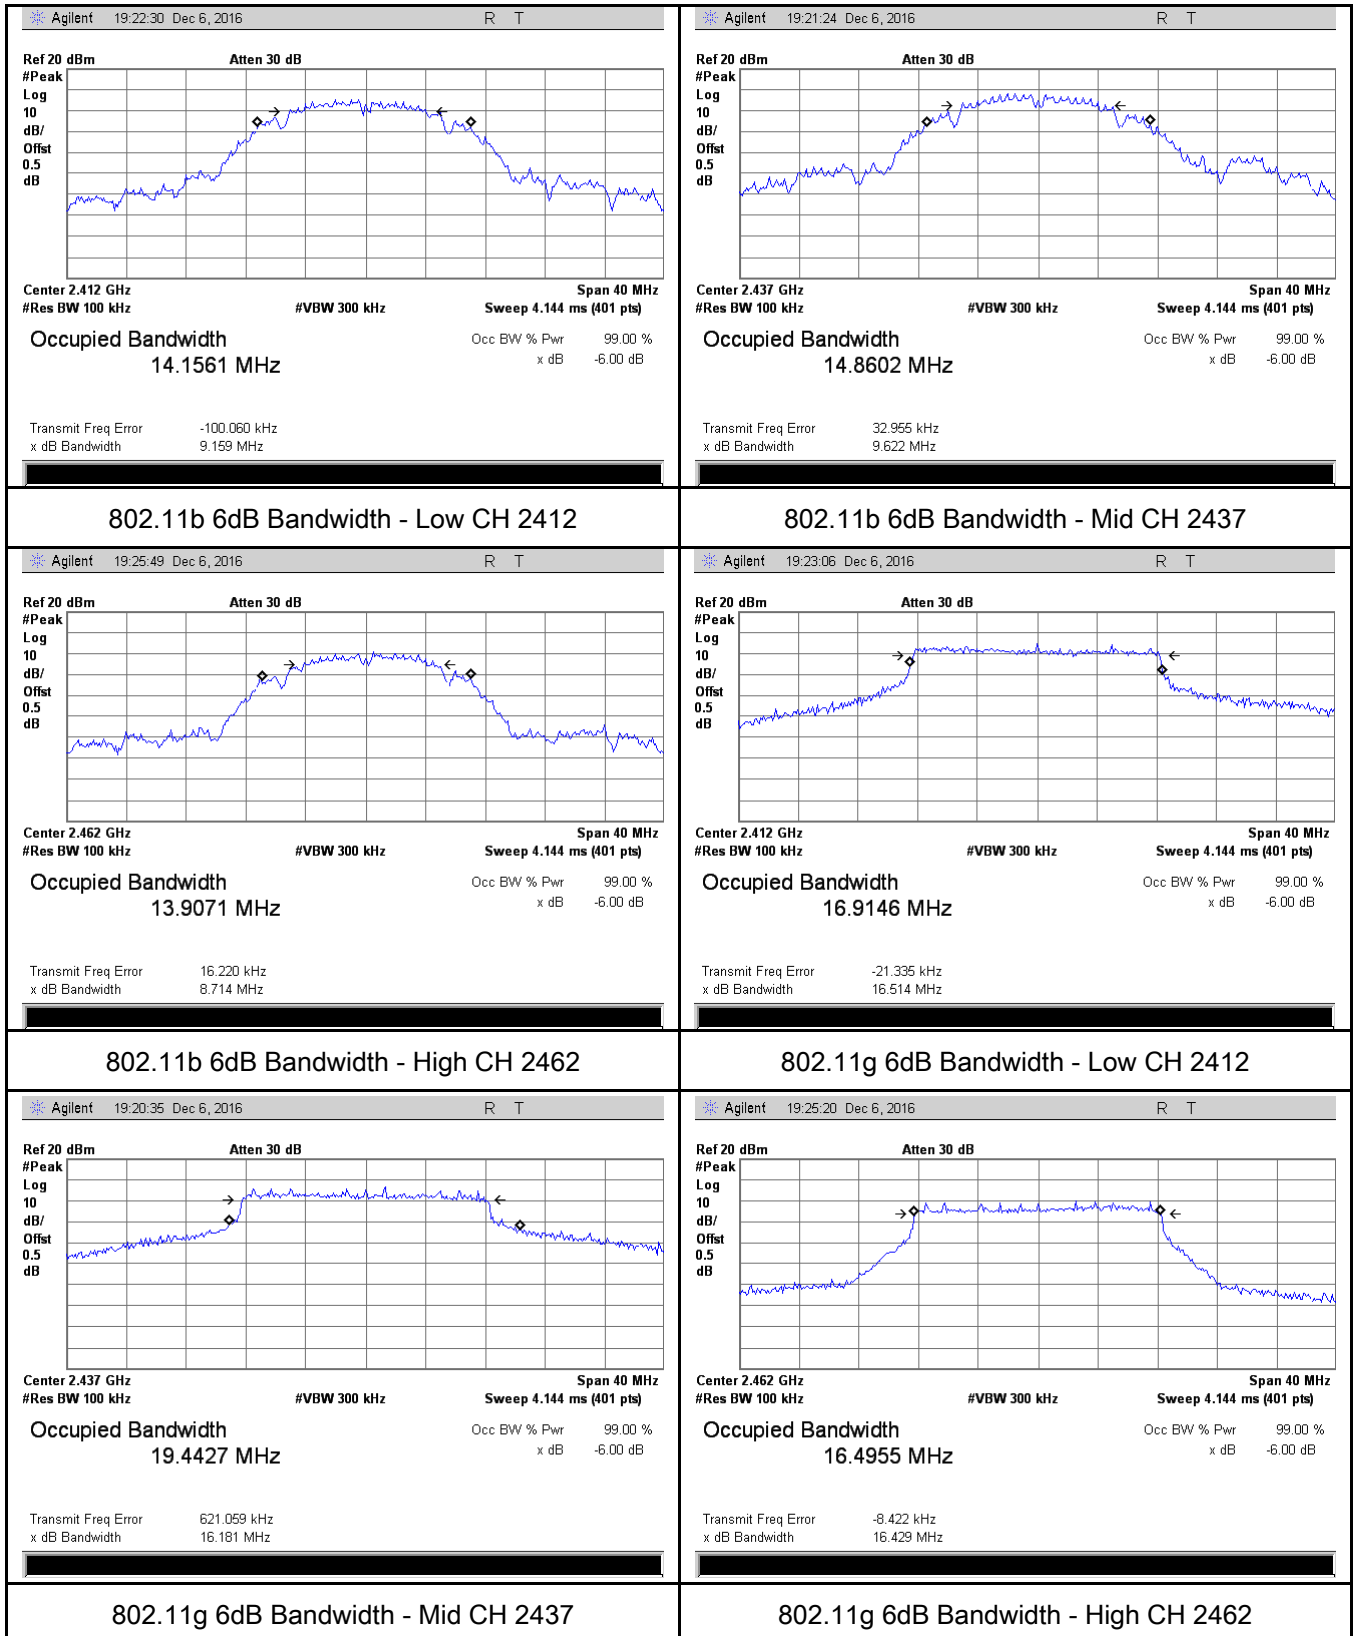 Agilent 19:22:30 Dec 6, 2016 R T
Ref 20 dBm Atten 30 dB
#Peak
Log
10
dB/
Offst
0.5
dB
Center 2.412 GHz Span 40 MHz
#Res BW 100 kHz #VBW 300 kHz Sweep 4.144 ms (401 pts)
Occupied Bandwidth Occ BW % Pwr 99.00 %
14.1561 MHz x dB -6.00 dB
Transmit Freq Error -100.060 kHz
x dB Bandwidth 9.159 MHz
802.11b 6dB Bandwidth - Low CH 2412
Agilent 19:21:24 Dec 6, 2016 R T
Ref 20 dBm Atten 30 dB
#Peak
Log
10
dB/
Offst
0.5
dB
Center 2.437 GHz Span 40 MHz
#Res BW 100 kHz #VBW 300 kHz Sweep 4.144 ms (401 pts)
Occupied Bandwidth Occ BW % Pwr 99.00 %
14.8602 MHz x dB -6.00 dB
Transmit Freq Error 32.955 kHz
x dB Bandwidth 9.622 MHz
802.11b 6dB Bandwidth - Mid CH 2437
Agilent 19:25:49 Dec 6, 2016 R T
Ref 20 dBm Atten 30 dB
#Peak
Log
10
dB/
Offst
0.5
dB
Center 2.462 GHz Span 40 MHz
#Res BW 100 kHz #VBW 300 kHz Sweep 4.144 ms (401 pts)
Occupied Bandwidth Occ BW % Pwr 99.00 %
13.9071 MHz x dB -6.00 dB
Transmit Freq Error 16.220 kHz
x dB Bandwidth 8.714 MHz
802.11b 6dB Bandwidth - High CH 2462
Agilent 19:23:06 Dec 6, 2016 R T
Ref 20 dBm Atten 30 dB
#Peak
Log
10
dB/
Offst
0.5
dB
Center 2.412 GHz Span 40 MHz
#Res BW 100 kHz #VBW 300 kHz Sweep 4.144 ms (401 pts)
Occupied Bandwidth Occ BW % Pwr 99.00 %
16.9146 MHz x dB -6.00 dB
Transmit Freq Error -21.335 kHz
x dB Bandwidth 16.514 MHz
802.11g 6dB Bandwidth - Low CH 2412
Agilent 19:20:35 Dec 6, 2016 R T
Ref 20 dBm Atten 30 dB
#Peak
Log
10
dB/
Offst
0.5
dB
Center 2.437 GHz Span 40 MHz
#Res BW 100 kHz #VBW 300 kHz Sweep 4.144 ms (401 pts)
Occupied Bandwidth Occ BW % Pwr 99.00 %
19.4427 MHz x dB -6.00 dB
Transmit Freq Error 621.059 kHz
x dB Bandwidth 16.181 MHz
802.11g 6dB Bandwidth - Mid CH 2437
Agilent 19:25:20 Dec 6, 2016 R T
Ref 20 dBm Atten 30 dB
#Peak
Log
10
dB/
Offst
0.5
dB
Center 2.462 GHz Span 40 MHz
#Res BW 100 kHz #VBW 300 kHz Sweep 4.144 ms (401 pts)
Occupied Bandwidth Occ BW % Pwr 99.00 %
16.4955 MHz x dB -6.00 dB
Transmit Freq Error -8.422 kHz
x dB Bandwidth 16.429 MHz
802.11g 6dB Bandwidth - High CH 2462